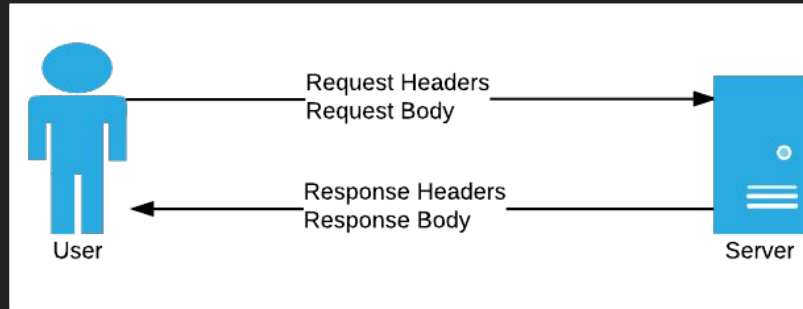 Request Headers
Request Body
Response Headers
Response Body
User
Server